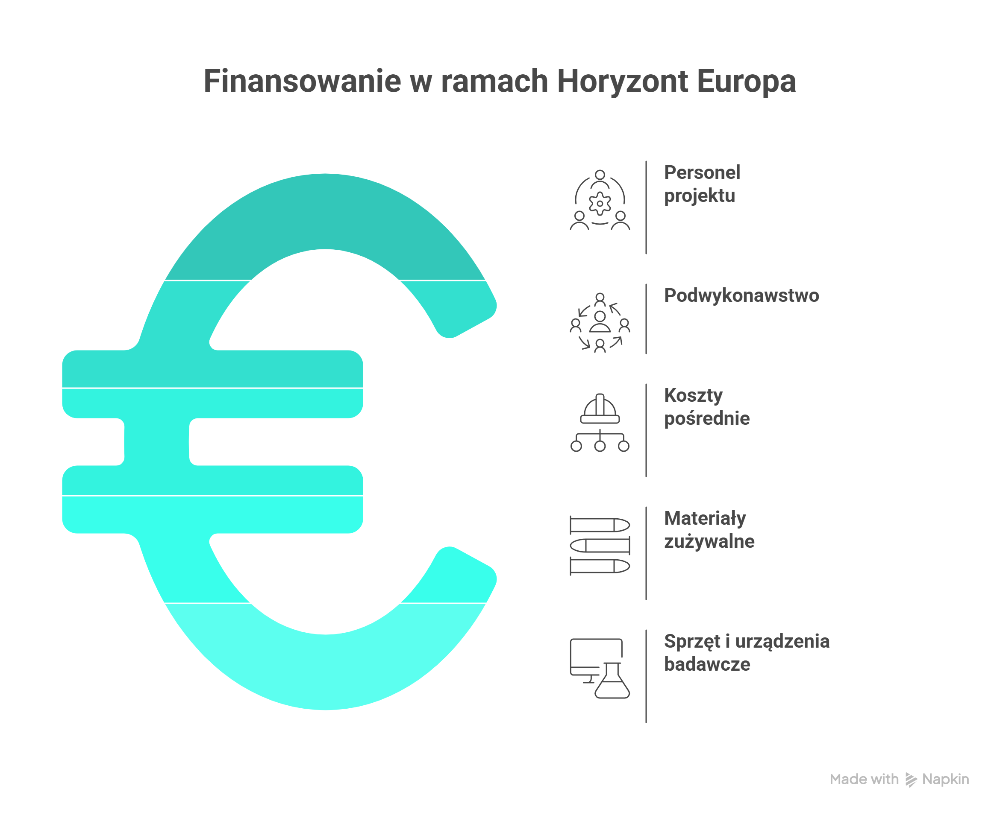 Finansowanie w ramach Horyzont Europa
Personel
projektu
Podwykonawstwo
Koszty
pośrednie
Materiały
zużywalne
Sprzęt i urządzenia
badawcze
Made with Napkin